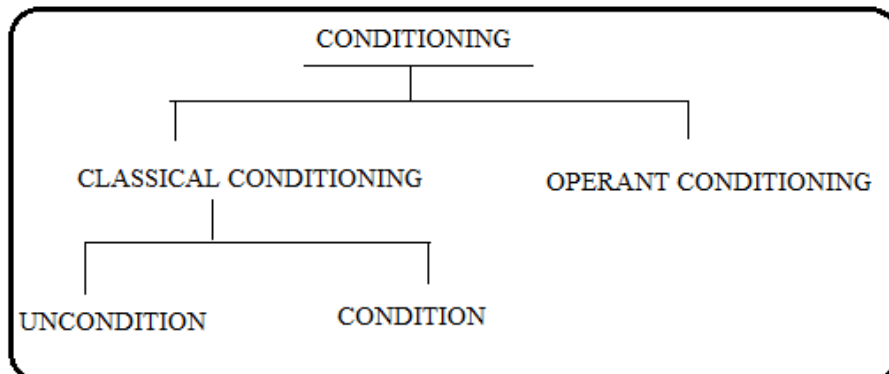 CONDITIONING
CLASSICAL CONDITIONING
OPERANT CONDITIONING
UNCONDITION
CONDITION